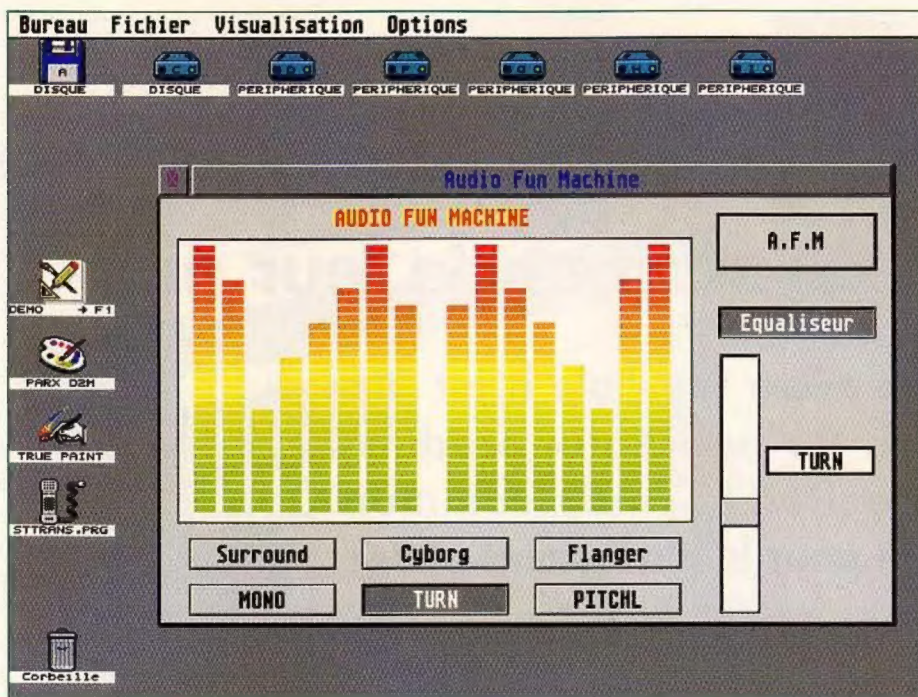 Bureau Fichier Visualisation Options
A C D F G H I
DISQUE DISQUE PERIPHERIQUE PERIPHERIQUE PERIPHERIQUE PERIPHERIQUE PERIPHERIQUE
Audio Fun Machine
AUDIO FUN MACHINE
A.F.M
Equaliseur
DEMO → F1
PARX D2M
TRUE PAINT
TURN
STTRANS.PRG
Surround Cyborg Flanger
MONO TURN PITCHL
Corbeille